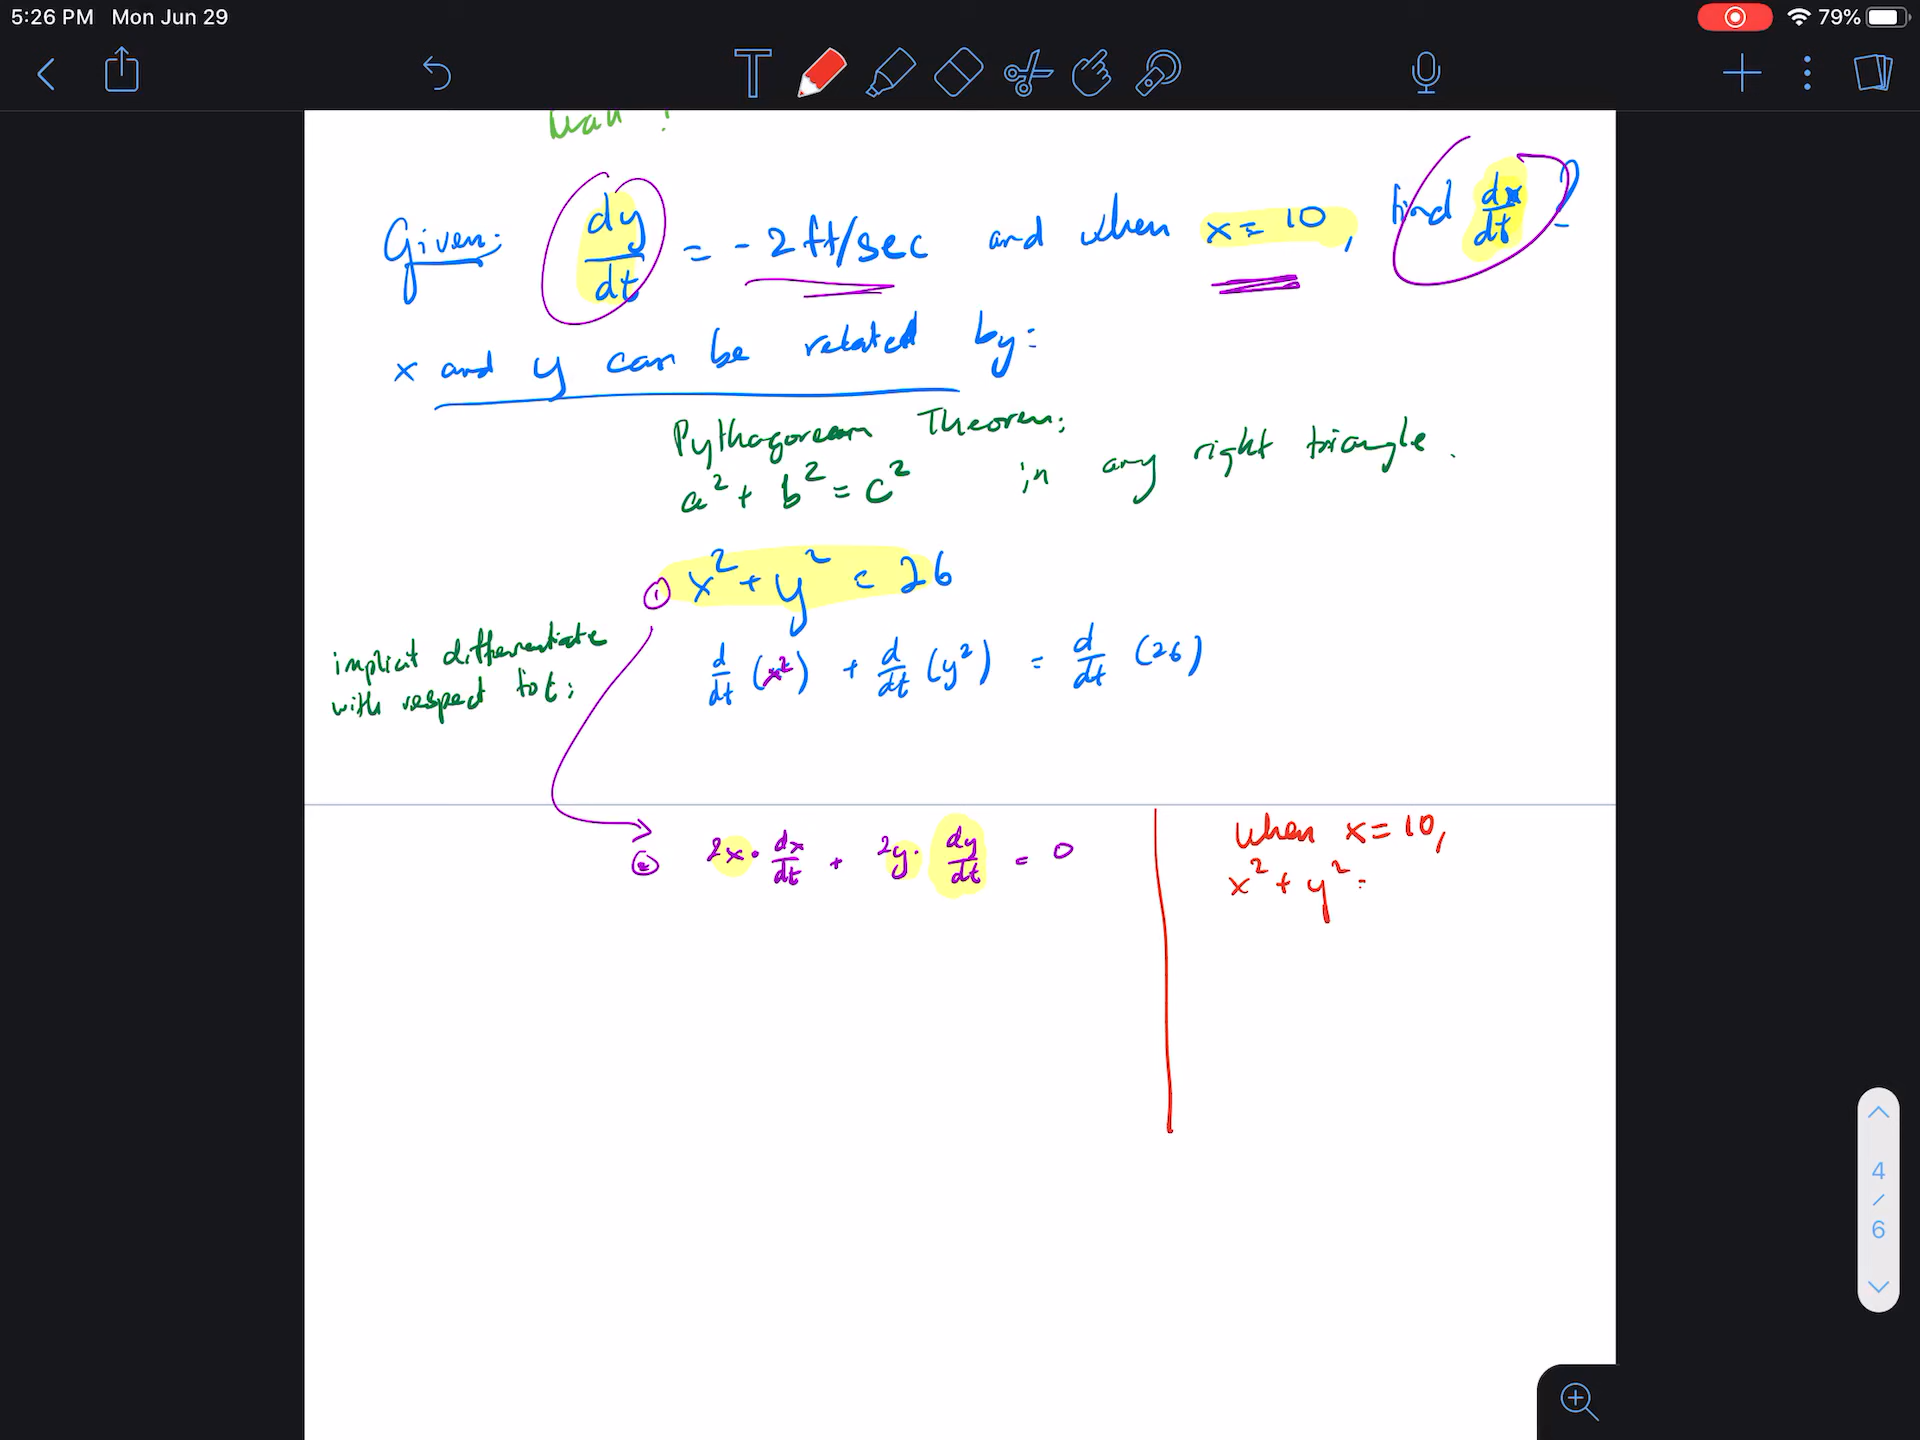 5:26 PM Mon Jun 29
79%
T
wall?
Given: dy/dt = -2 ft/sec and when x = 10, find dx/dt?
x and y can be related by:
Pythagorean Theorem:
a² + b² = c² in any right triangle.
① x² + y² = 26
implicit differentiate
with respect to t:
d/dt (x²) + d/dt (y²) = d/dt (26)
② 2x · dx/dt + 2y · dy/dt = 0
when x = 10,
x² + y² =
4
/
6